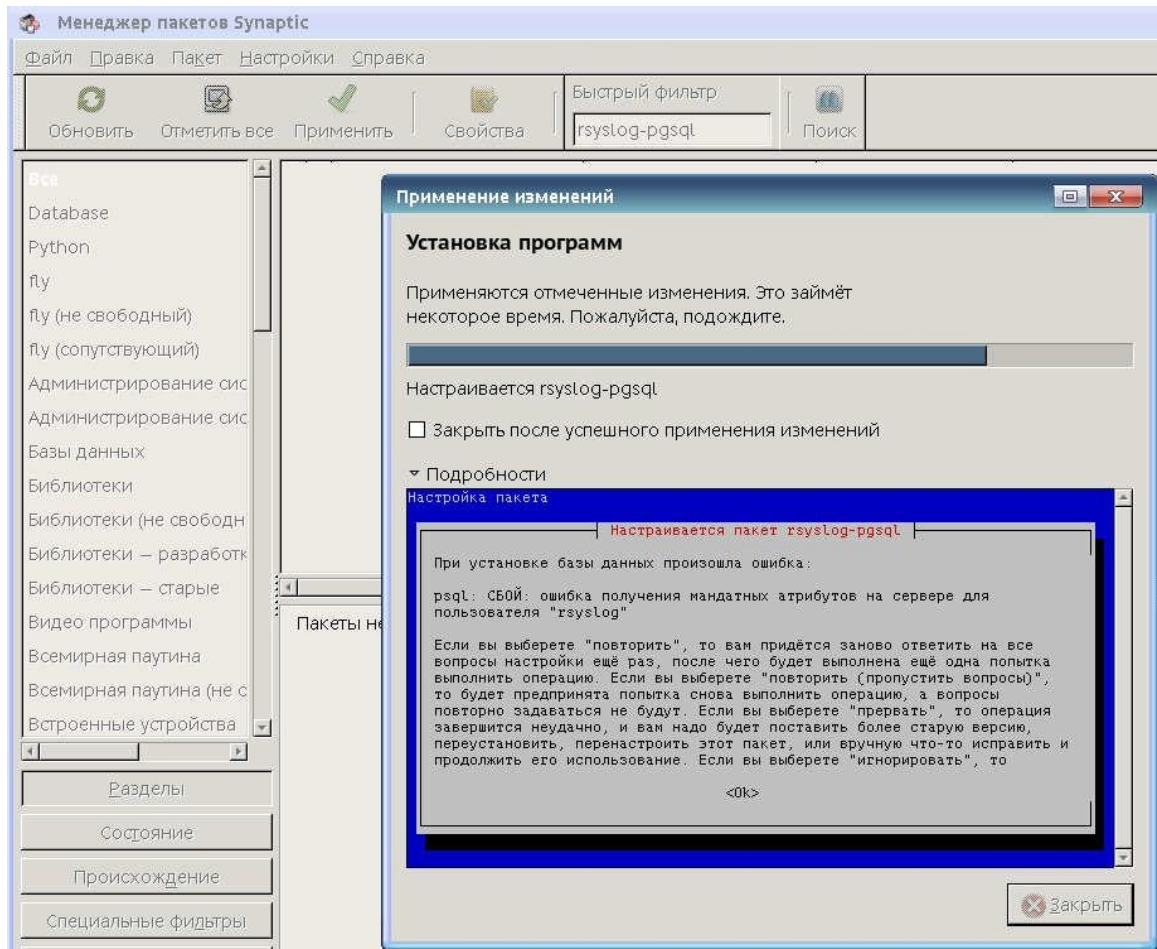 Менеджер пакетов Synaptic
Файл Правка Пакет Настройки Справка
Обновить Отметить все Применить Свойства
Быстрый фильтр
rsyslog-pgsql
Поиск
Все
Database
Python
fly
fly (не свободный)
fly (сопутствующий)
Администрирование сис
Администрирование сис
Базы данных
Библиотеки
Библиотеки (не свободн
Библиотеки – разработк
Библиотеки – старые
Видео программы
Всемирная паутина
Всемирная паутина (не с
Встроенные устройства
Разделы
Состояние
Происхождение
Специальные фильтры
Пакеты не
Применение изменений
Установка программ
Применяются отмеченные изменения. Это займёт
некоторое время. Пожалуйста, подождите.
Настраивается rsyslog-pgsql
Закрыть после успешного применения изменений
Подробности
Настройка пакета
Настраивается пакет rsyslog-pgsql
При установке базы данных произошла ошибка:
psql: СБОЙ: ошибка получения мандатных атрибутов на сервере для
пользователя "rsyslog"
Если вы выберете "повторить", то вам придётся заново ответить на все
вопросы настройки ещё раз, после чего будет выполнена ещё одна попытка
выполнить операцию. Если вы выберете "повторить (пропустить вопросы)",
то будет предпринята попытка снова выполнить операцию, а вопросы
повторно задаваться не будут. Если вы выберете "прервать", то операция
завершится неудачно, и вам надо будет поставить более старую версию,
переустановить, перенастроить этот пакет, или вручную что-то исправить и
продолжить его использование. Если вы выберете "игнорировать", то
<Ok>
Закрыть